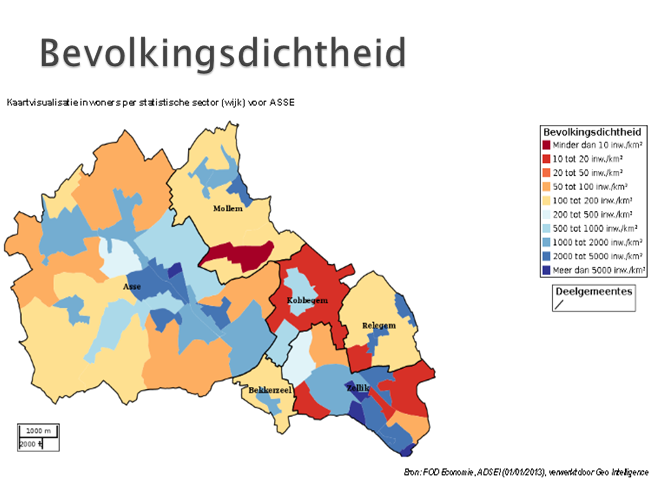 Bevolkingsdichtheid
Kaartvisualisatie inwoners per statistische sector (wijk) voor ASSE
Bevolkingsdichtheid
Minder dan 10 inw./km²
10 tot 20 inw./km²
20 tot 50 inw./km²
50 tot 100 inw./km²
100 tot 200 inw./km²
200 tot 500 inw./km²
500 tot 1000 inw./km²
1000 tot 2000 inw./km²
2000 tot 5000 inw./km²
Meer dan 5000 inw./km²
Deelgemeentes
Mollem
Asse
Kobbegem
Relegem
Bekkerzeel
Zellik
1000 m
2000 ft
Bron: FOD Economie, ADSEI (01/01/2013), verwerkt door Geo Intelligence